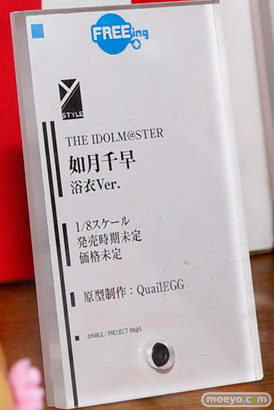 FREEing
Y STYLE
THE IDOLM@STER
如月千早
浴衣Ver.
1/8スケール
発売時期未定
価格未定
原型制作：QuailEGG
©NBGI／PROJECT IM@S
moeyo.com